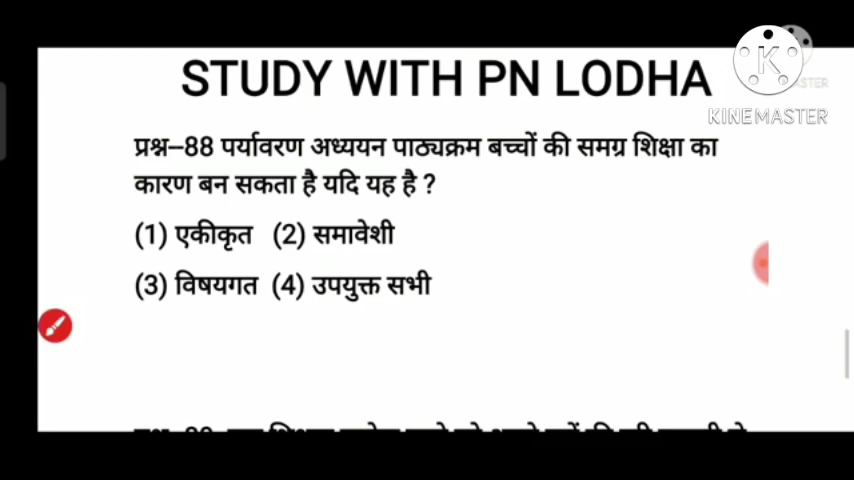 STUDY WITH PN LODHA
KINEMASTER
प्रश्न–88 पर्यावरण अध्ययन पाठ्यक्रम बच्चों की समग्र शिक्षा का
कारण बन सकता है यदि यह है ?
(1) एकीकृत (2) समावेशी
(3) विषयगत (4) उपयुक्त सभी